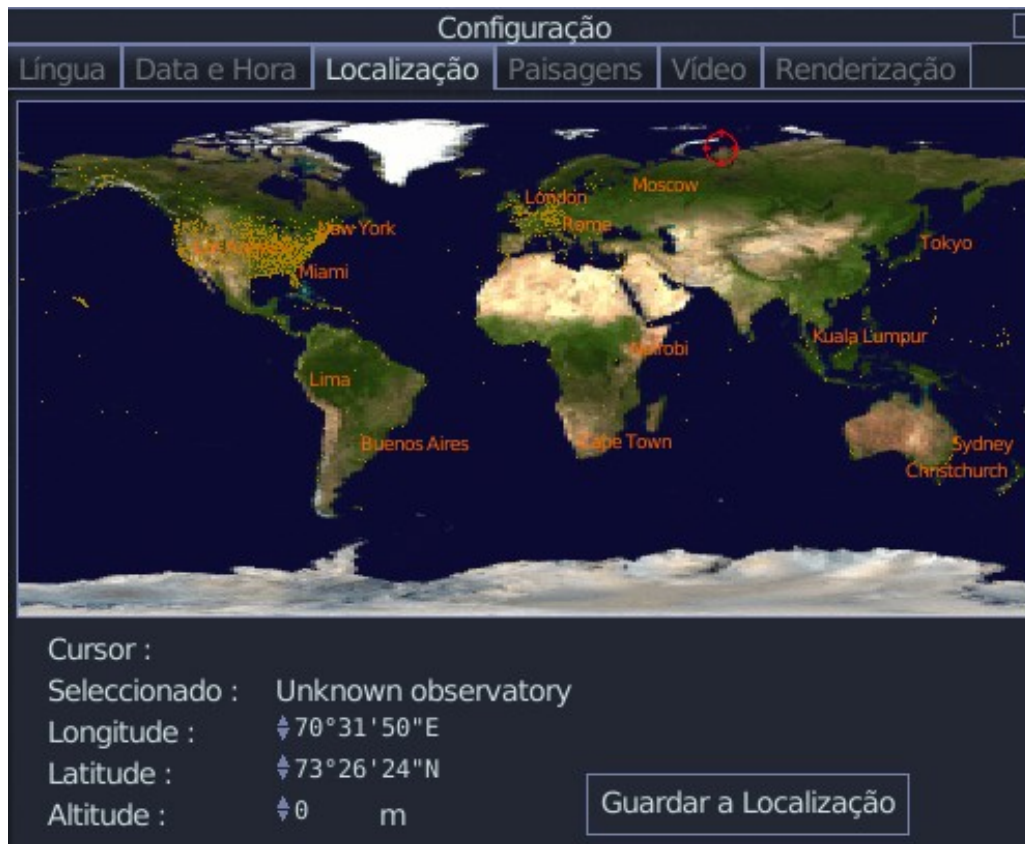 Configuração
Língua Data e Hora Localização Paisagens Vídeo Renderização
Moscow
London
Rome
New York
Tokyo
Miami
Kuala Lumpur
Nairobi
Lima
Buenos Aires Cape Town Sydney
Christchurch
Cursor :
Seleccionado : Unknown observatory
Longitude : 70°31'50"E
Latitude : 73°26'24"N
Altitude : 0 m
Guardar a Localização